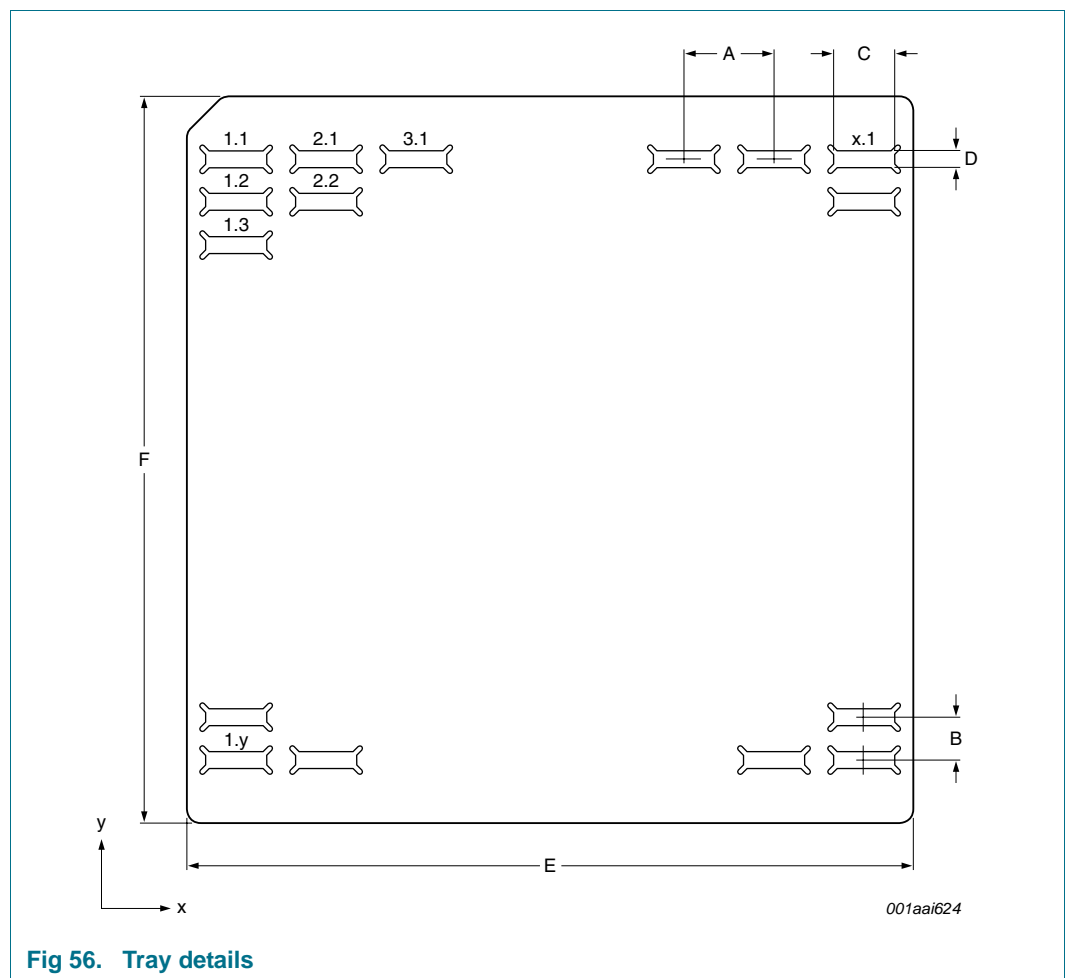 A
C
1.1 2.1 3.1 x.1
D
1.2 2.2
1.3
F
1.y
B
y
E
x
001aai624
Fig 56. Tray details